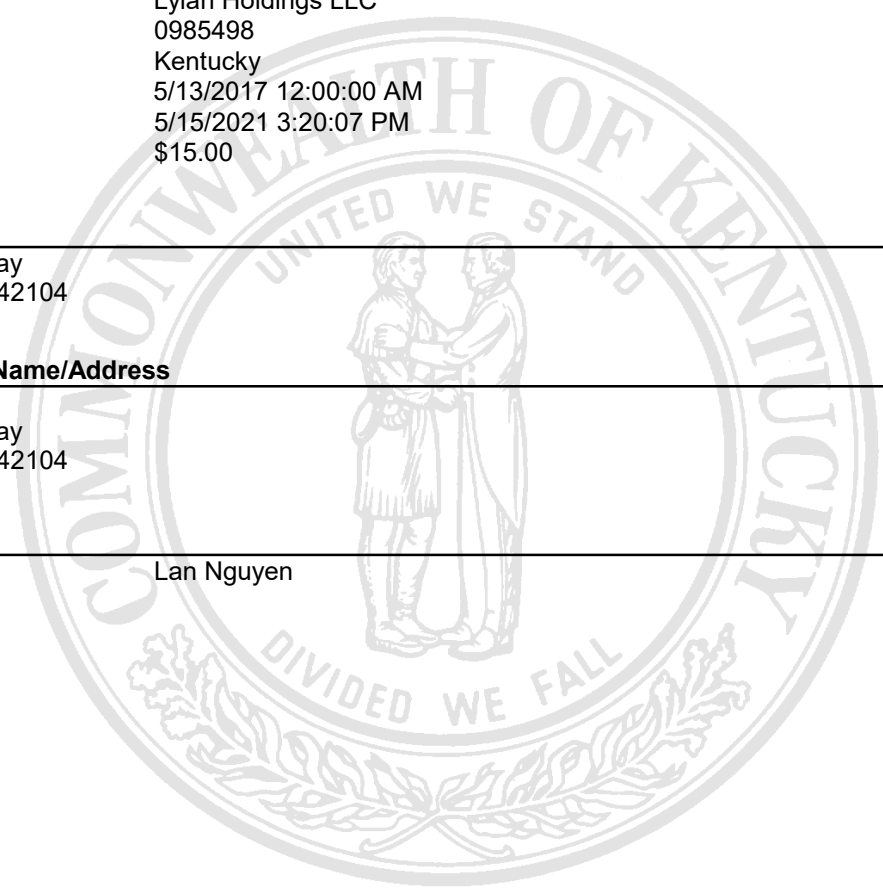 Lylan Holdings LLC
0985498
Kentucky
5/13/2017 12:00:00 AM
5/15/2021 3:20:07 PM
$15.00
COMMONWEALTH OF KENTUCKY
UNITED WE STAND
ay
42104
Name/Address
ay
42104
Lan Nguyen
DIVIDED WE FALL